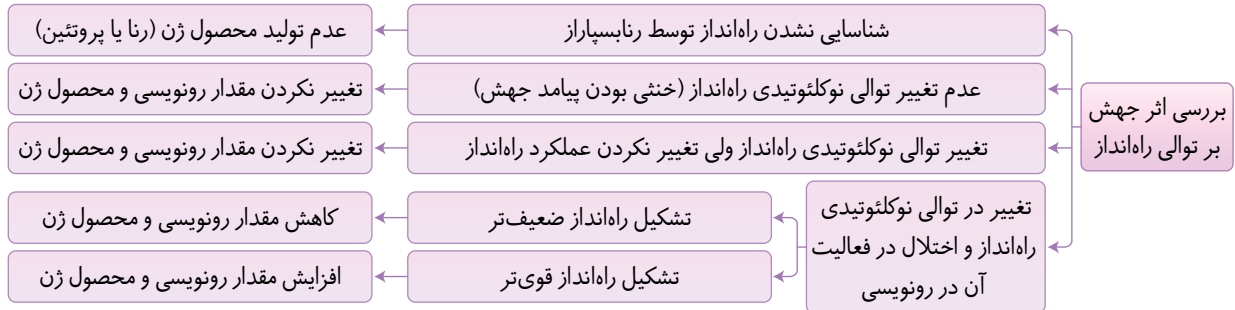 بررسی اثر جهش
بر توالی راه‌انداز
شناسایی نشدن راه‌انداز توسط رنابسپاراز
عدم تولید محصول ژن (رنا یا پروتئین)
عدم تغییر توالی نوکلئوتیدی راه‌انداز (خنثی بودن پیامد جهش)
تغییر نکردن مقدار رونویسی و محصول ژن
تغییر توالی نوکلئوتیدی راه‌انداز ولی تغییر نکردن عملکرد راه‌انداز
تغییر نکردن مقدار رونویسی و محصول ژن
تغییر در توالی نوکلئوتیدی
راه‌انداز و اختلال در فعالیت
آن در رونویسی
تشکیل راه‌انداز ضعیف‌تر
کاهش مقدار رونویسی و محصول ژن
تشکیل راه‌انداز قوی‌تر
افزایش مقدار رونویسی و محصول ژن